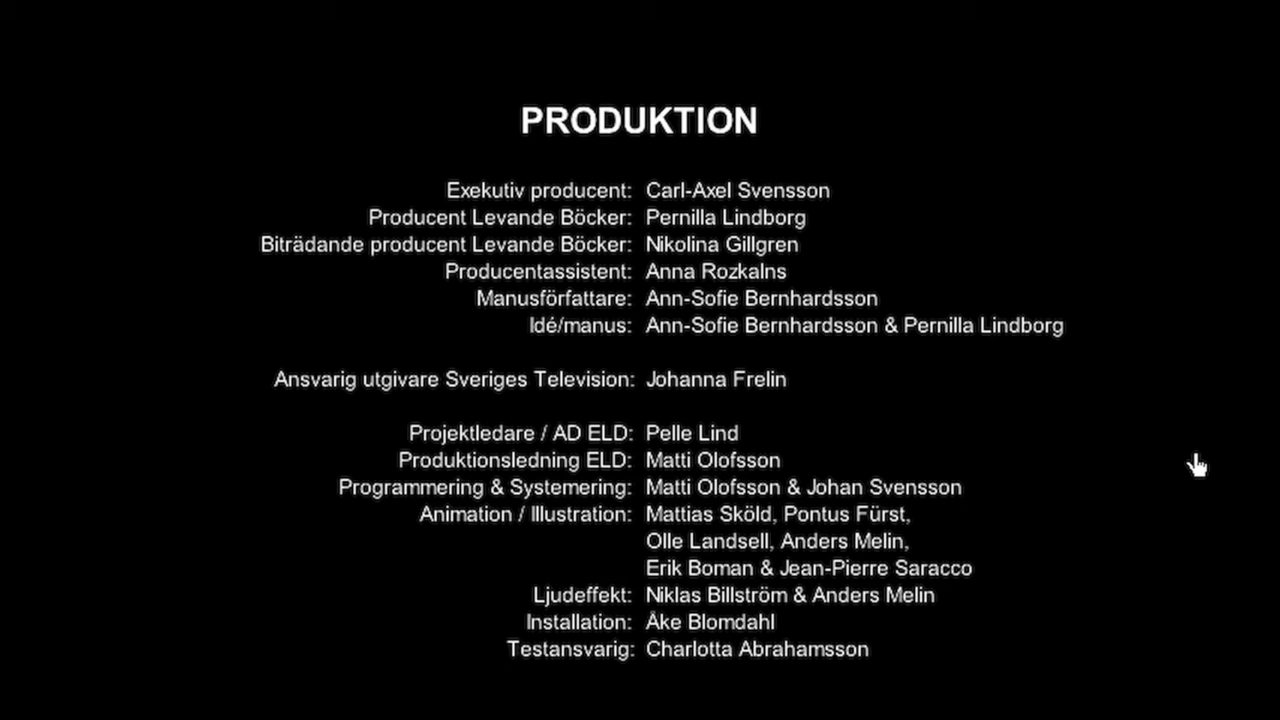 PRODUKTION
Exekutiv producent: Carl-Axel Svensson
Producent Levande Böcker: Pernilla Lindborg
Biträdande producent Levande Böcker: Nikolina Gillgren
Producentassistent: Anna Rozkalns
Manusförfattare: Ann-Sofie Bernhardsson
Idé/manus: Ann-Sofie Bernhardsson & Pernilla Lindborg
Ansvarig utgivare Sveriges Television: Johanna Frelin
Projektledare / AD ELD: Pelle Lind
Produktionsledning ELD: Matti Olofsson
Programmering & Systemering: Matti Olofsson & Johan Svensson
Animation / Illustration: Mattias Sköld, Pontus Fürst,
Olle Landsell, Anders Melin,
Erik Boman & Jean-Pierre Saracco
Ljudeffekt: Niklas Billström & Anders Melin
Installation: Åke Blomdahl
Testansvarig: Charlotta Abrahamsson